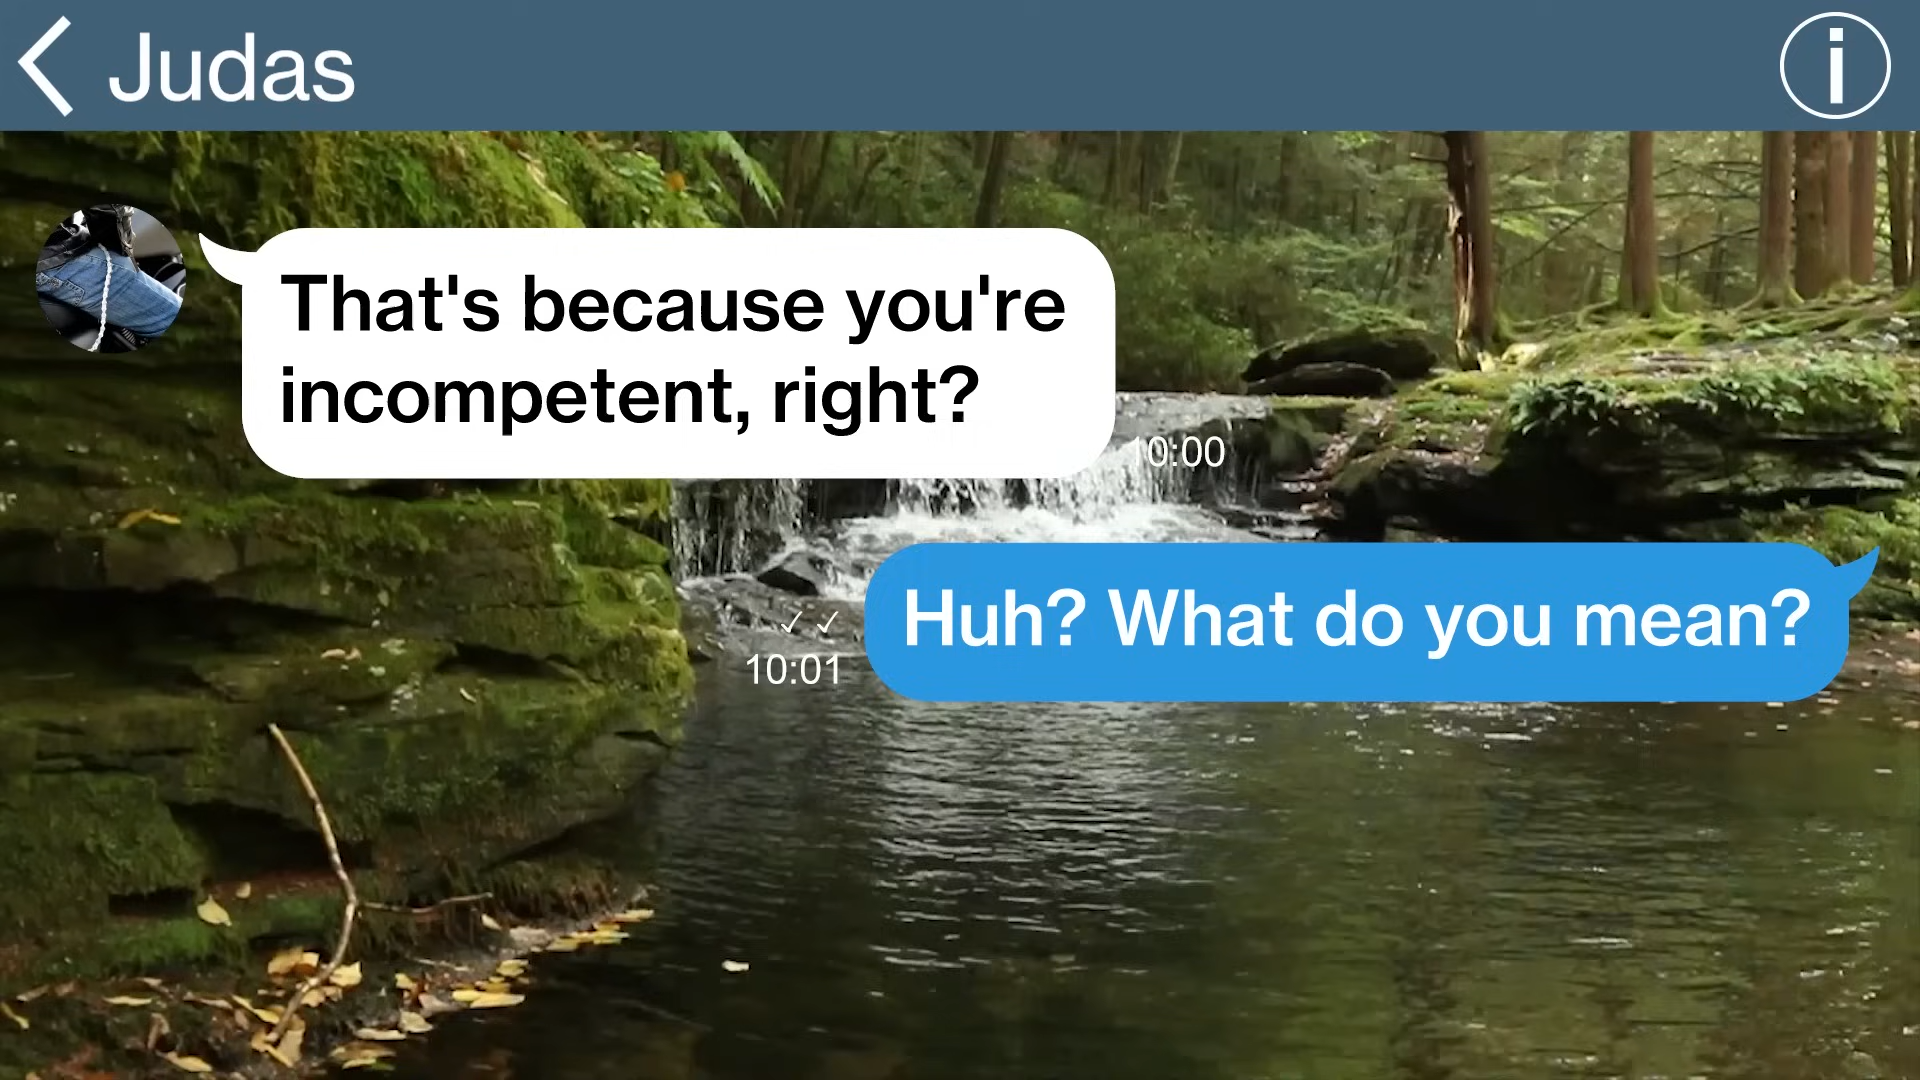 Judas
That's because you're
incompetent, right?
10:00
Huh? What do you mean?
10:01